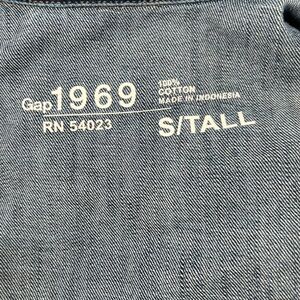 Gap 1969
100%
COTTON
MADE IN INDONESIA
RN 54023
S/TALL